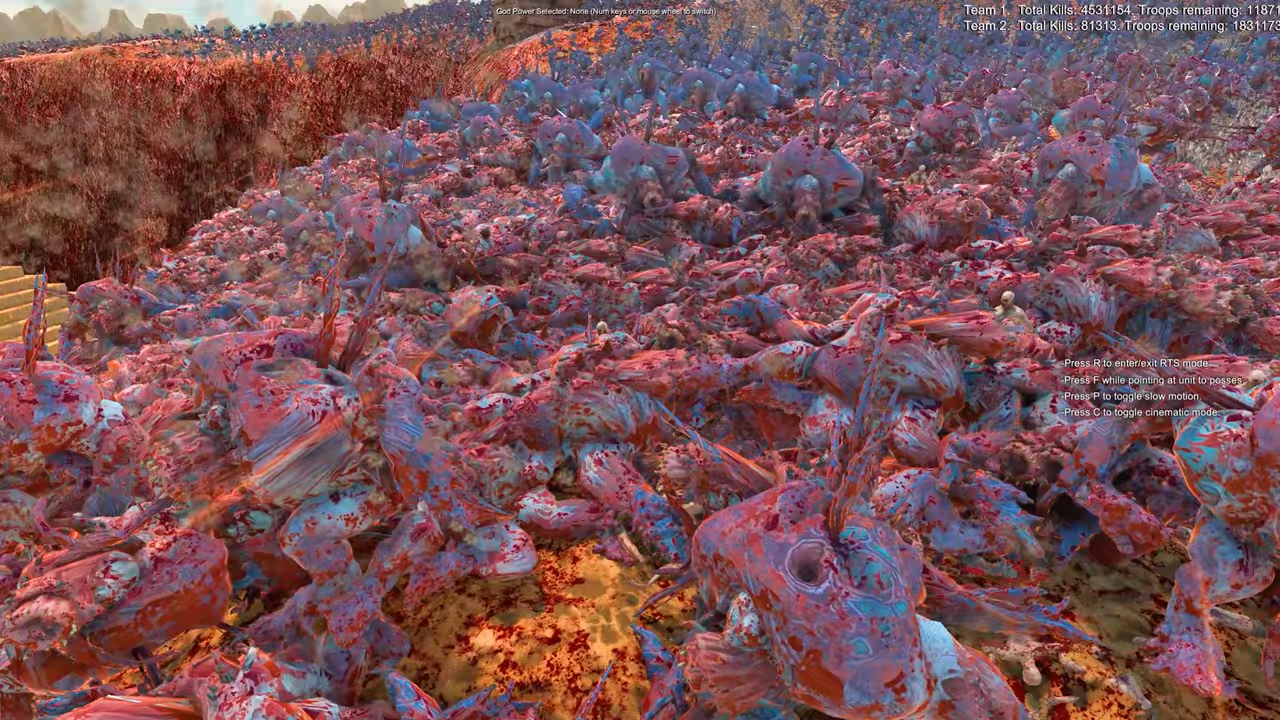 God Power Selected: None (Num keys or mouse wheel to switch)
Team 1. Total Kills: 4531154, Troops remaining: 11871
Team 2. Total Kills: 81313. Troops remaining: 1831173
-Press R to enter/exit RTS mode.
-Press F while pointing at unit to posses.
-Press P to toggle slow motion.
-Press C to toggle cinematic mode.